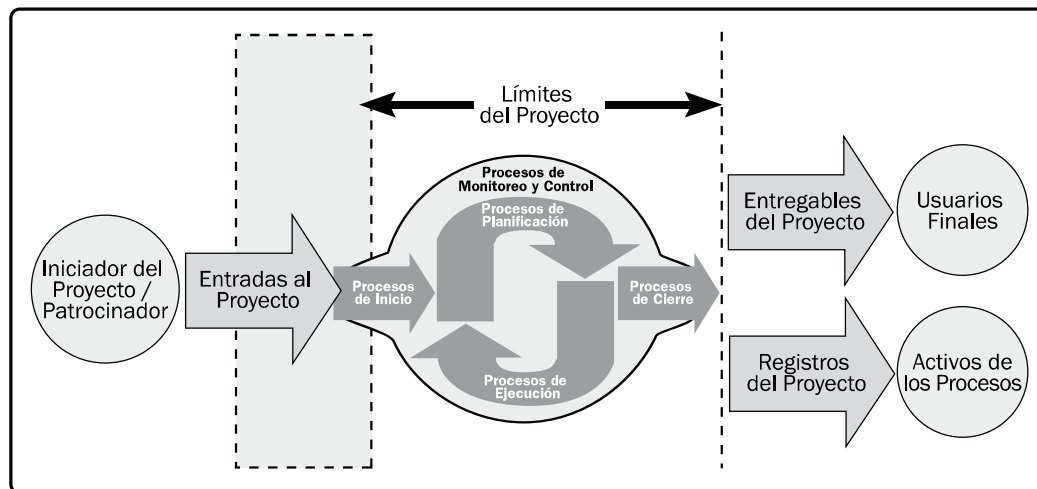 Límites
del Proyecto
Procesos de
Monitoreo y Control
Procesos de
Planificación
Iniciador del
Proyecto /
Patrocinador
Entradas al
Proyecto
Procesos
de Inicio
Procesos
de Cierre
Procesos de
Ejecución
Entregables
del Proyecto
Usuarios
Finales
Registros
del Proyecto
Activos de
los Procesos